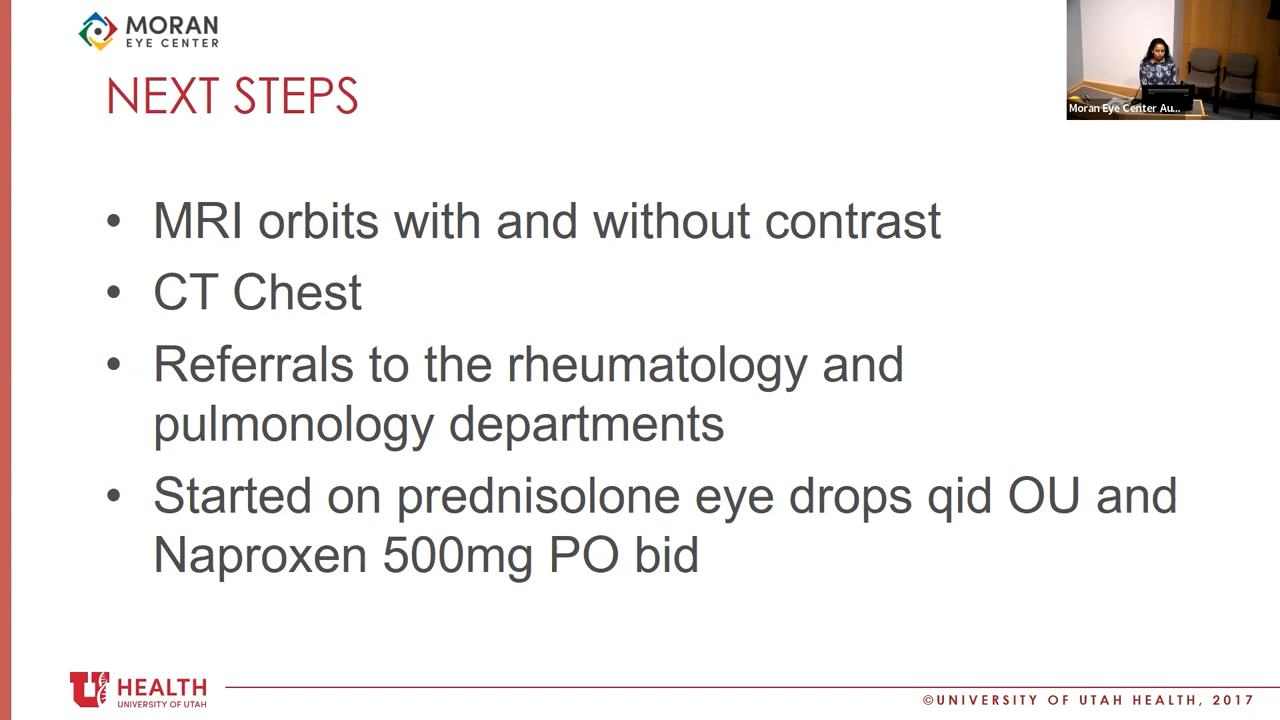 MORAN
EYE CENTER
Moran Eye Center Au...
NEXT STEPS
• MRI orbits with and without contrast
• CT Chest
• Referrals to the rheumatology and
pulmonology departments
• Started on prednisolone eye drops qid OU and
Naproxen 500mg PO bid
U HEALTH
UNIVERSITY OF UTAH
©UNIVERSITY OF UTAH HEALTH, 2017